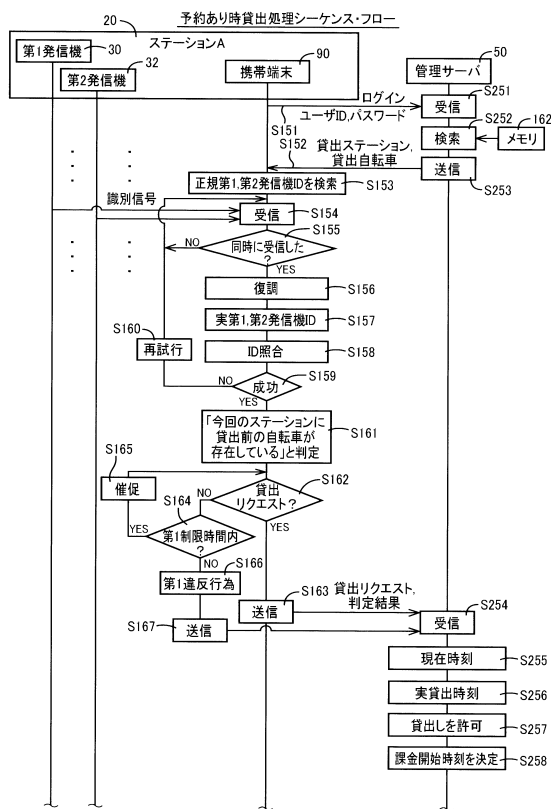 予約あり時貸出処理シーケンス・フロー
20
ステーションA
第1発信機
30
第2発信機
32
携帯端末
90
管理サーバ
50
ログイン
ユーザID,パスワード
S151
受信
S251
検索
S252
メモリ
162
貸出ステーション,
貸出自転車
S152
送信
S253
正規第1,第2発信機IDを検索
S153
識別信号
受信
S154
同時に受信した
?
S155
NO
YES
復調
S156
実第1,第2発信機ID
S157
ID照合
S158
S160
再試行
成功
S159
NO
YES
「今回のステーションに
貸出前の自転車が
存在している」と判定
S161
S165
催促
貸出
リクエスト?
S162
NO
YES
S164
第1制限時間内
?
YES
NO
第1違反行為
S166
送信
S163
貸出リクエスト,
判定結果
S167
送信
受信
S254
現在時刻
S255
実貸出時刻
S256
貸出しを許可
S257
課金開始時刻を決定
S258